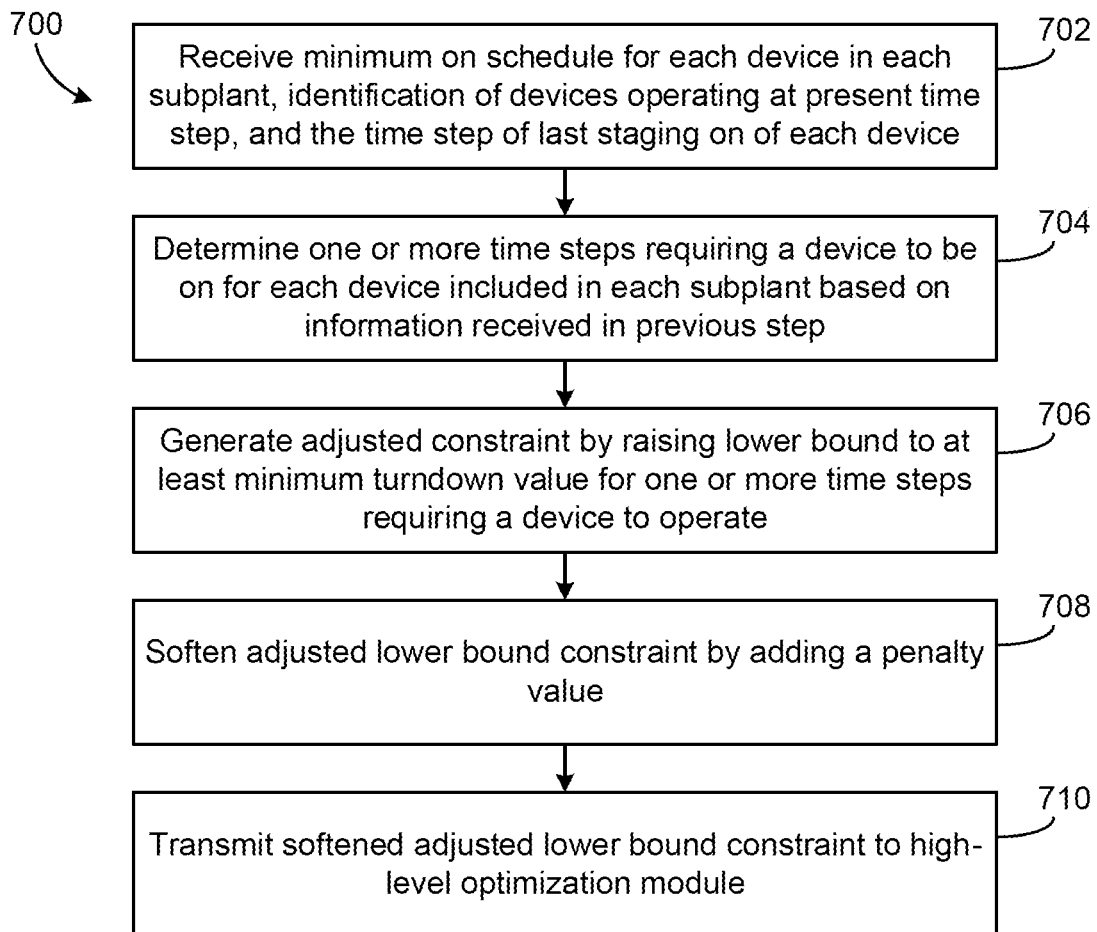 700
702
Receive minimum on schedule for each device in each
subplant, identification of devices operating at present time
step, and the time step of last staging on of each device
704
Determine one or more time steps requiring a device to be
on for each device included in each subplant based on
information received in previous step
706
Generate adjusted constraint by raising lower bound to at
least minimum turndown value for one or more time steps
requiring a device to operate
708
Soften adjusted lower bound constraint by adding a penalty
value
710
Transmit softened adjusted lower bound constraint to high-
level optimization module